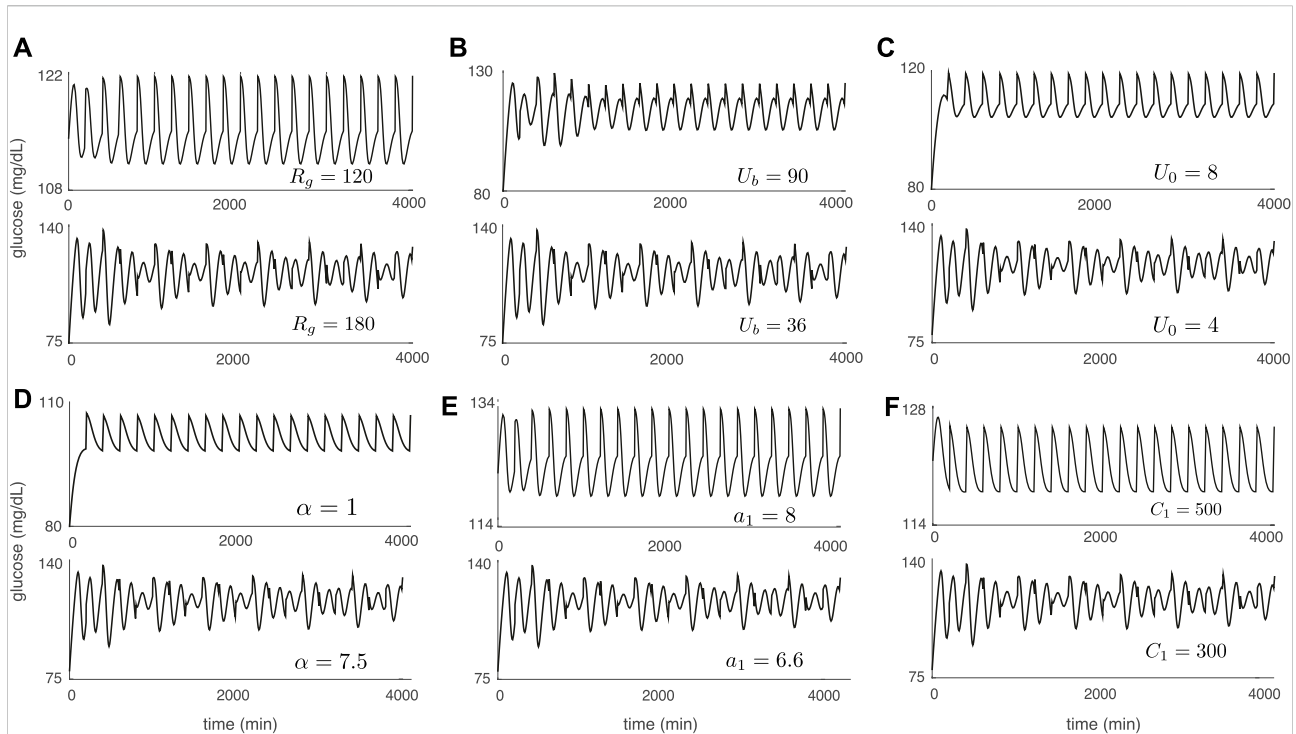 A
B
C
122
130
120
108
80
80
R_g = 120
U_b = 90
U_0 = 8
0
2000
4000
0
2000
4000
0
2000
4000
glucose (mg/dL)
140
140
140
75
75
75
R_g = 180
U_b = 36
U_0 = 4
0
2000
4000
0
2000
4000
0
2000
4000
D
E
F
110
134
128
80
114
114
α = 1
a_1 = 8
C_1 = 500
0
2000
4000
0
2000
4000
0
2000
4000
glucose (mg/dL)
140
140
140
75
75
75
α = 7.5
a_1 = 6.6
C_1 = 300
0
2000
4000
0
2000
4000
0
2000
4000
time (min)
time (min)
time (min)